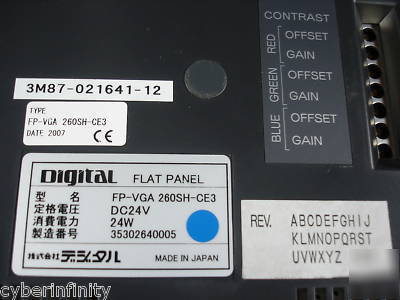 CONTRAST
RED
OFFSET
GAIN
GREEN
OFFSET
GAIN
BLUE
OFFSET
GAIN
3M87-021641-12
TYPE
FP-VGA 260SH-CE3
DATE 2007
Digital FLAT PANEL
型 名 FP-VGA 260SH-CE3
定格電圧 DC24V
消費電力 24W
製造番号 35302640005
株式会社 デジタル MADE IN JAPAN
REV. ABCDEFGHIJ
KLMNOPQRST
UVWXYZ
© cyberinfinity